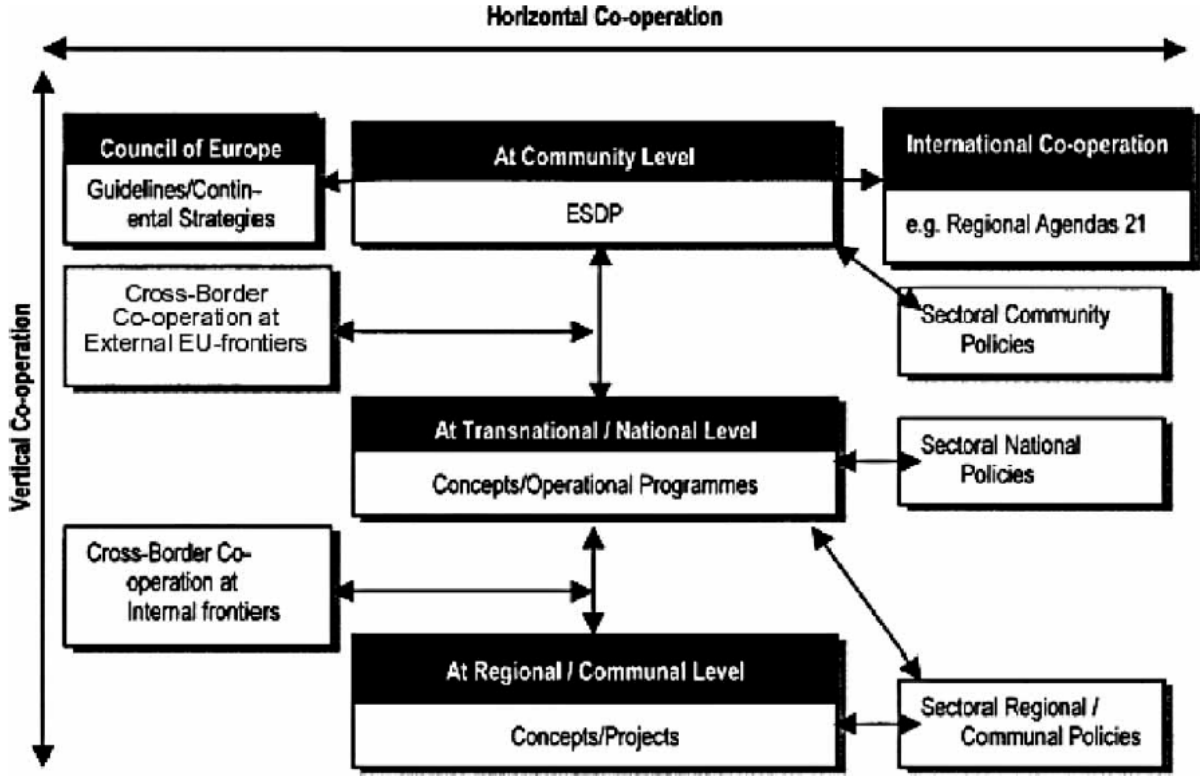 Horizontal Co-operation
Vertical Co-operation
Council of Europe
Guidelines/Contin-
ental Strategies
At Community Level
ESDP
International Co-operation
e.g. Regional Agendas 21
Cross-Border
Co-operation at
External EU-frontiers
Sectoral Community
Policies
At Transnational / National Level
Concepts/Operational Programmes
Sectoral National
Policies
Cross-Border Co-
operation at
Internal frontiers
At Regional / Communal Level
Concepts/Projects
Sectoral Regional /
Communal Policies